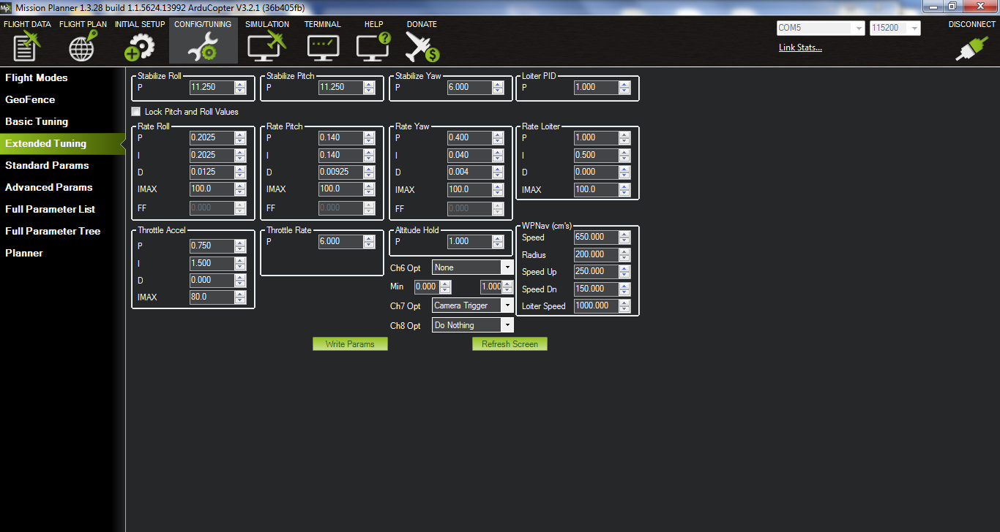 Mp Mission Planner 1.3.28 build 1.1.5624.13992 ArduCopter V3.2.1 (36b405fb)
FLIGHT DATA FLIGHT PLAN INITIAL SETUP CONFIG/TUNING SIMULATION TERMINAL HELP DONATE COM5 115200 DISCONNECT
Link Stats...
Flight Modes
GeoFence
Basic Tuning
Extended Tuning
Standard Params
Advanced Params
Full Parameter List
Full Parameter Tree
Planner
Stabilize Roll
P 11.250
Stabilize Pitch
P 11.250
Stabilize Yaw
P 6.000
Loiter PID
P 1.000
Lock Pitch and Roll Values
Rate Roll
P 0.2025
I 0.2025
D 0.0125
IMAX 100.0
FF 0.000
Rate Pitch
P 0.140
I 0.140
D 0.00925
IMAX 100.0
FF 0.000
Rate Yaw
P 0.400
I 0.040
D 0.004
IMAX 100.0
FF 0.000
Rate Loiter
P 1.000
I 0.500
D 0.000
IMAX 100.0
Throttle Accel
P 0.750
I 1.500
D 0.000
IMAX 80.0
Throttle Rate
P 6.000
Altitude Hold
P 1.000
Ch6 Opt None
Min 0.000 1.000
Ch7 Opt Camera Trigger
Ch8 Opt Do Nothing
WPNav (cm's)
Speed 650.000
Radius 200.000
Speed Up 250.000
Speed Dn 150.000
Loiter Speed 1000.000
Write Params Refresh Screen